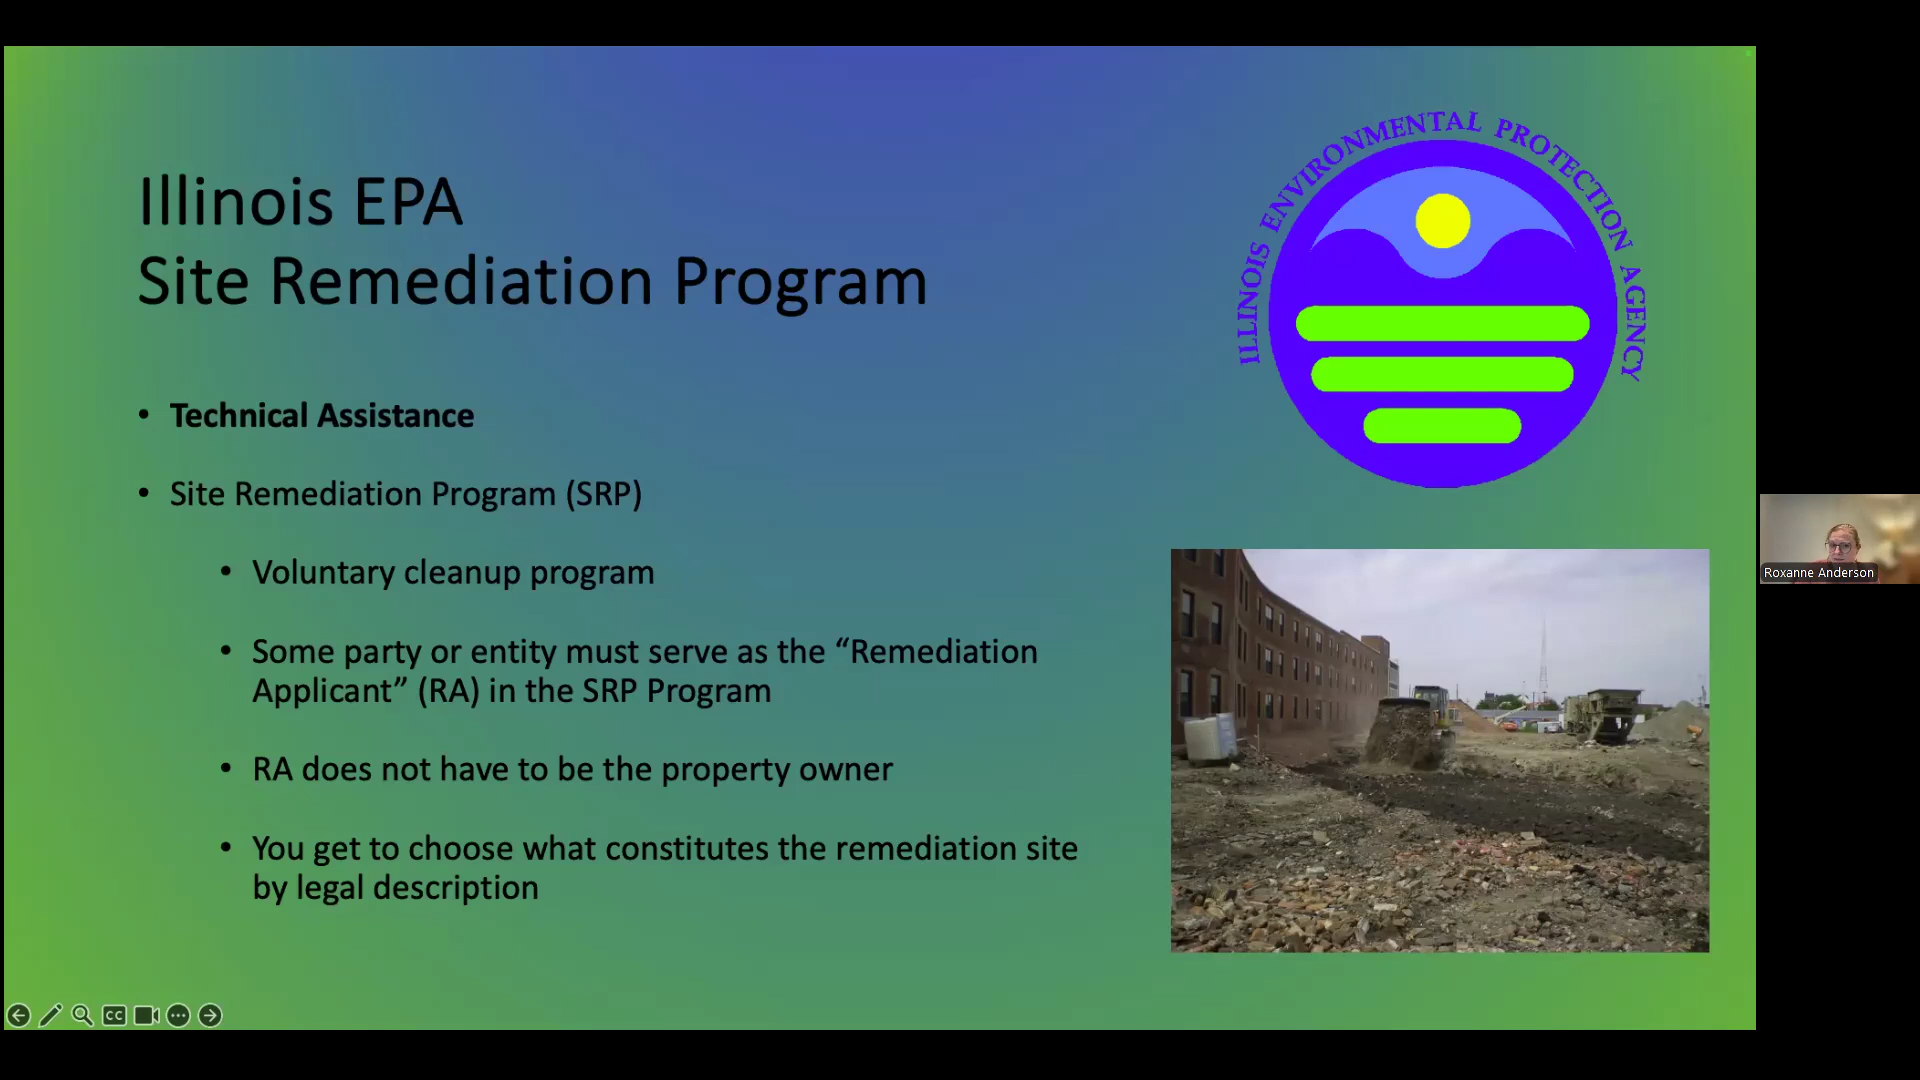 ILLINOIS ENVIRONMENTAL PROTECTION AGENCY
Illinois EPA
Site Remediation Program
• Technical Assistance
• Site Remediation Program (SRP)
• Voluntary cleanup program
• Some party or entity must serve as the “Remediation
Applicant” (RA) in the SRP Program
• RA does not have to be the property owner
• You get to choose what constitutes the remediation site
by legal description
Roxanne Anderson
CC